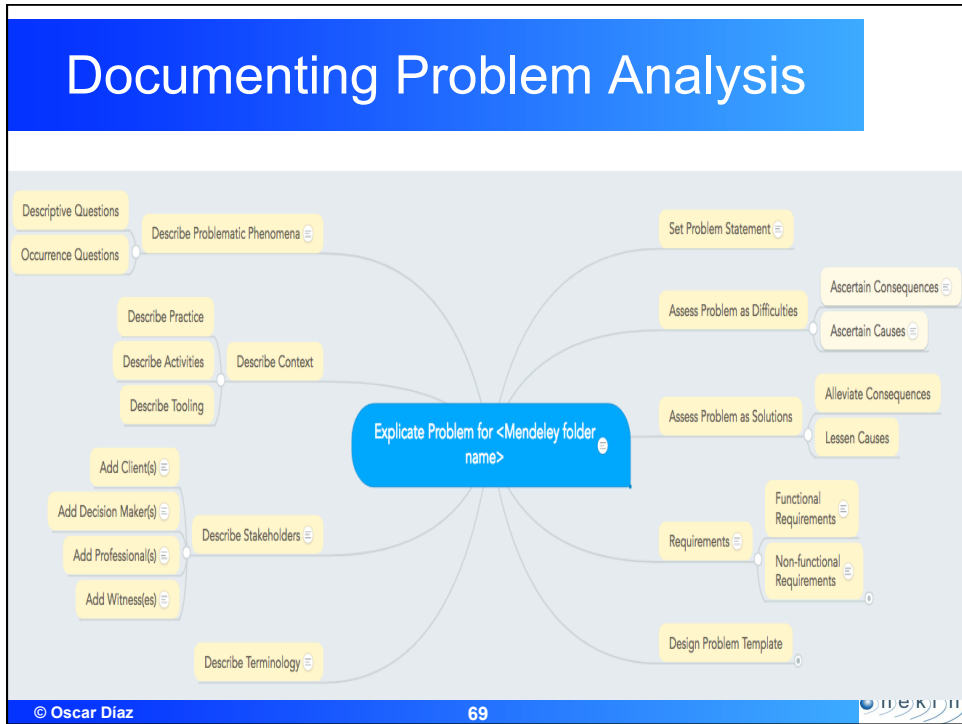 Documenting Problem Analysis
Descriptive Questions
Occurrence Questions
Describe Problematic Phenomena
Describe Practice
Describe Activities
Describe Tooling
Describe Context
Add Client(s)
Add Decision Maker(s)
Add Professional(s)
Add Witness(es)
Describe Stakeholders
Describe Terminology
Explicate Problem for <Mendeley folder
name>
Set Problem Statement
Assess Problem as Difficulties
Ascertain Consequences
Ascertain Causes
Assess Problem as Solutions
Alleviate Consequences
Lessen Causes
Requirements
Functional
Requirements
Non-functional
Requirements
Design Problem Template
© Oscar Díaz
69